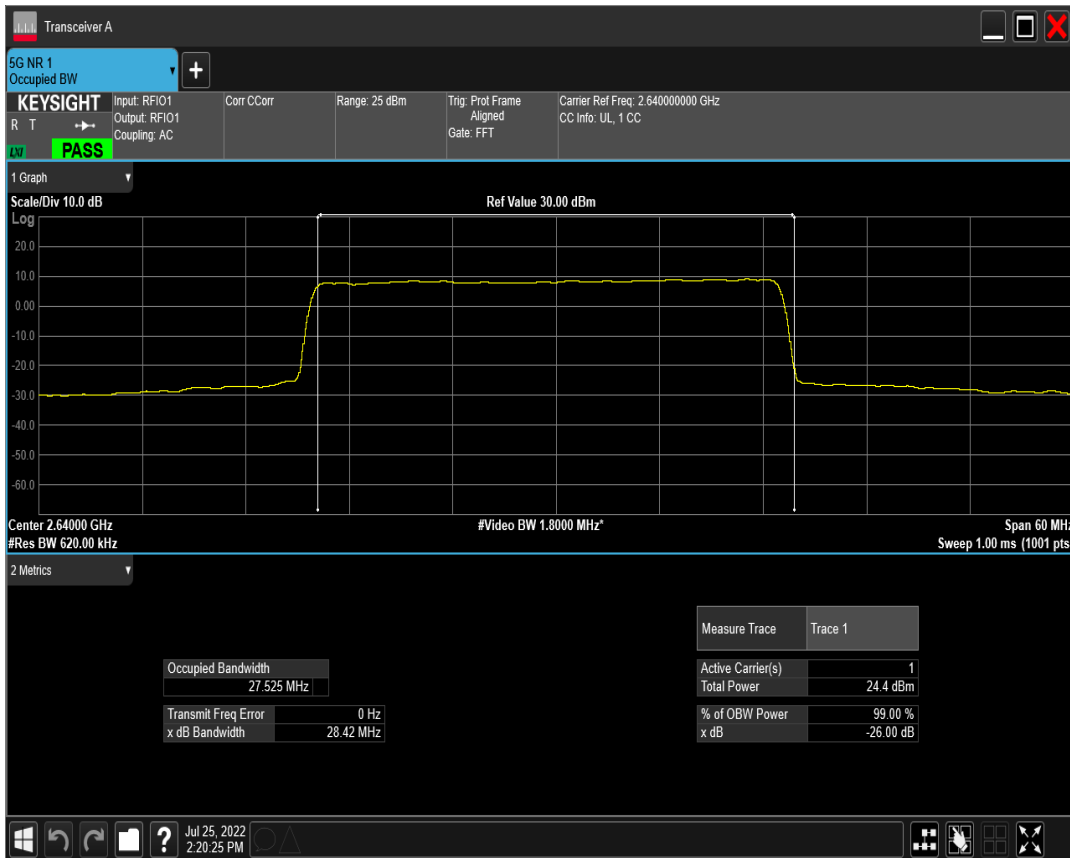 Transceiver A
5G NR 1
Occupied BW
KEYSIGHT
R T
LXI
PASS
Input: RFIO1
Output: RFIO1
Coupling: AC
Corr CCorr
Range: 25 dBm
Trig: Prot Frame
Aligned
Gate: FFT
Carrier Ref Freq: 2.640000000 GHz
CC Info: UL, 1 CC
1 Graph
Scale/Div 10.0 dB
Ref Value 30.00 dBm
Log
20.0
10.0
0.00
-10.0
-20.0
-30.0
-40.0
-50.0
-60.0
Center 2.64000 GHz
#Video BW 1.8000 MHz*
Span 60 MHz
#Res BW 620.00 kHz
Sweep 1.00 ms (1001 pts
2 Metrics
Measure Trace
Trace 1
Occupied Bandwidth
27.525 MHz
Active Carrier(s) 1
Total Power 24.4 dBm
Transmit Freq Error 0 Hz
x dB Bandwidth 28.42 MHz
% of OBW Power 99.00 %
x dB -26.00 dB
?
Jul 25, 2022
2:20:25 PM